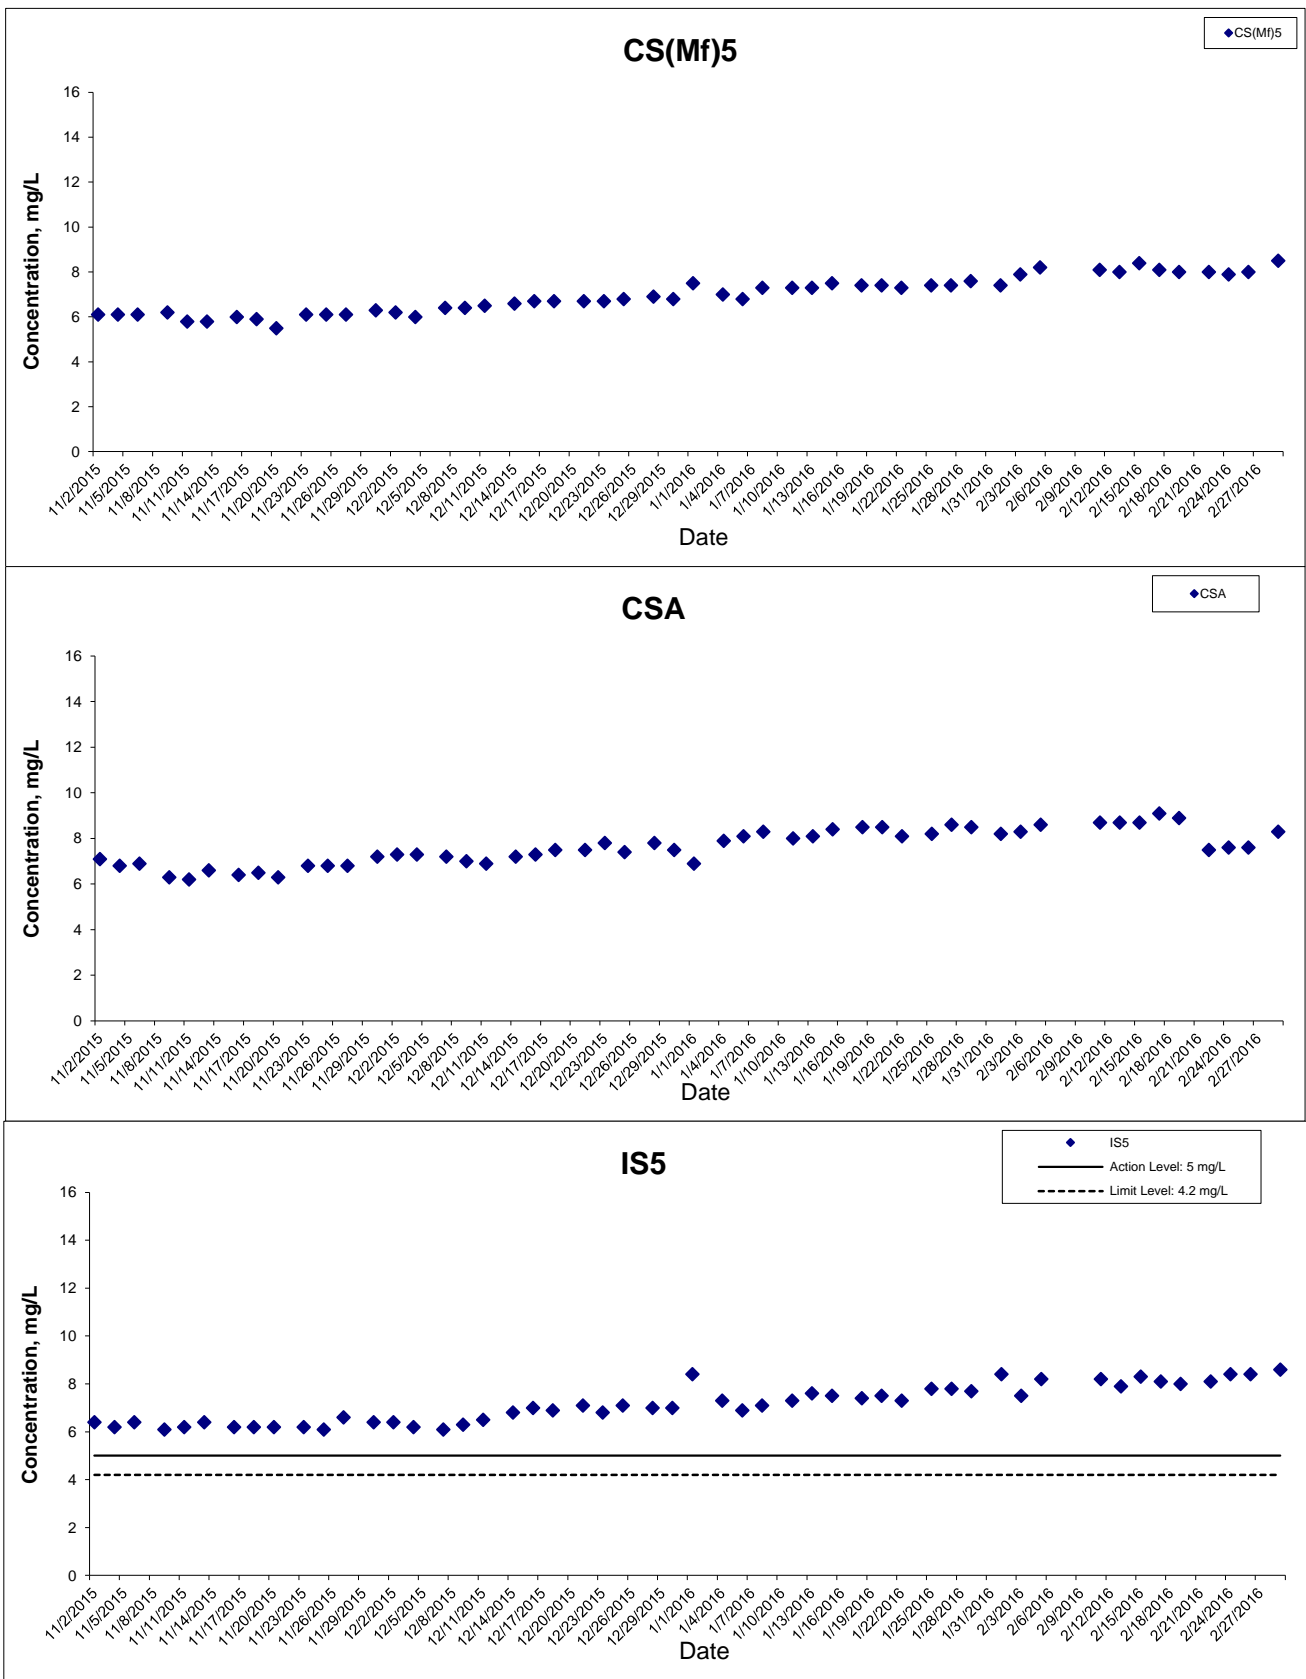 CS(Mf)5
CS(Mf)5
Concentration, mg/L
16
14
12
10
8
6
4
2
0
11/2/2015 11/5/2015 11/8/2015 11/11/2015 11/14/2015 11/17/2015 11/20/2015 11/23/2015 11/26/2015 11/29/2015 12/2/2015 12/5/2015 12/8/2015 12/11/2015 12/14/2015 12/17/2015 12/20/2015 12/23/2015 12/26/2015 12/29/2015 1/1/2016 1/4/2016 1/7/2016 1/10/2016 1/13/2016 1/16/2016 1/19/2016 1/22/2016 1/25/2016 1/28/2016 1/31/2016 2/3/2016 2/6/2016 2/9/2016 2/12/2016 2/15/2016 2/18/2016 2/21/2016 2/24/2016 2/27/2016
Date
CSA
CSA
Concentration, mg/L
16
14
12
10
8
6
4
2
0
11/2/2015 11/5/2015 11/8/2015 11/11/2015 11/14/2015 11/17/2015 11/20/2015 11/23/2015 11/26/2015 11/29/2015 12/2/2015 12/5/2015 12/8/2015 12/11/2015 12/14/2015 12/17/2015 12/20/2015 12/23/2015 12/26/2015 12/29/2015 1/1/2016 1/4/2016 1/7/2016 1/10/2016 1/13/2016 1/16/2016 1/19/2016 1/22/2016 1/25/2016 1/28/2016 1/31/2016 2/3/2016 2/6/2016 2/9/2016 2/12/2016 2/15/2016 2/18/2016 2/21/2016 2/24/2016 2/27/2016
Date
IS5
IS5
Action Level: 5 mg/L
Limit Level: 4.2 mg/L
Concentration, mg/L
16
14
12
10
8
6
4
2
0
11/2/2015 11/5/2015 11/8/2015 11/11/2015 11/14/2015 11/17/2015 11/20/2015 11/23/2015 11/26/2015 11/29/2015 12/2/2015 12/5/2015 12/8/2015 12/11/2015 12/14/2015 12/17/2015 12/20/2015 12/23/2015 12/26/2015 12/29/2015 1/1/2016 1/4/2016 1/7/2016 1/10/2016 1/13/2016 1/16/2016 1/19/2016 1/22/2016 1/25/2016 1/28/2016 1/31/2016 2/3/2016 2/6/2016 2/9/2016 2/12/2016 2/15/2016 2/18/2016 2/21/2016 2/24/2016 2/27/2016
Date